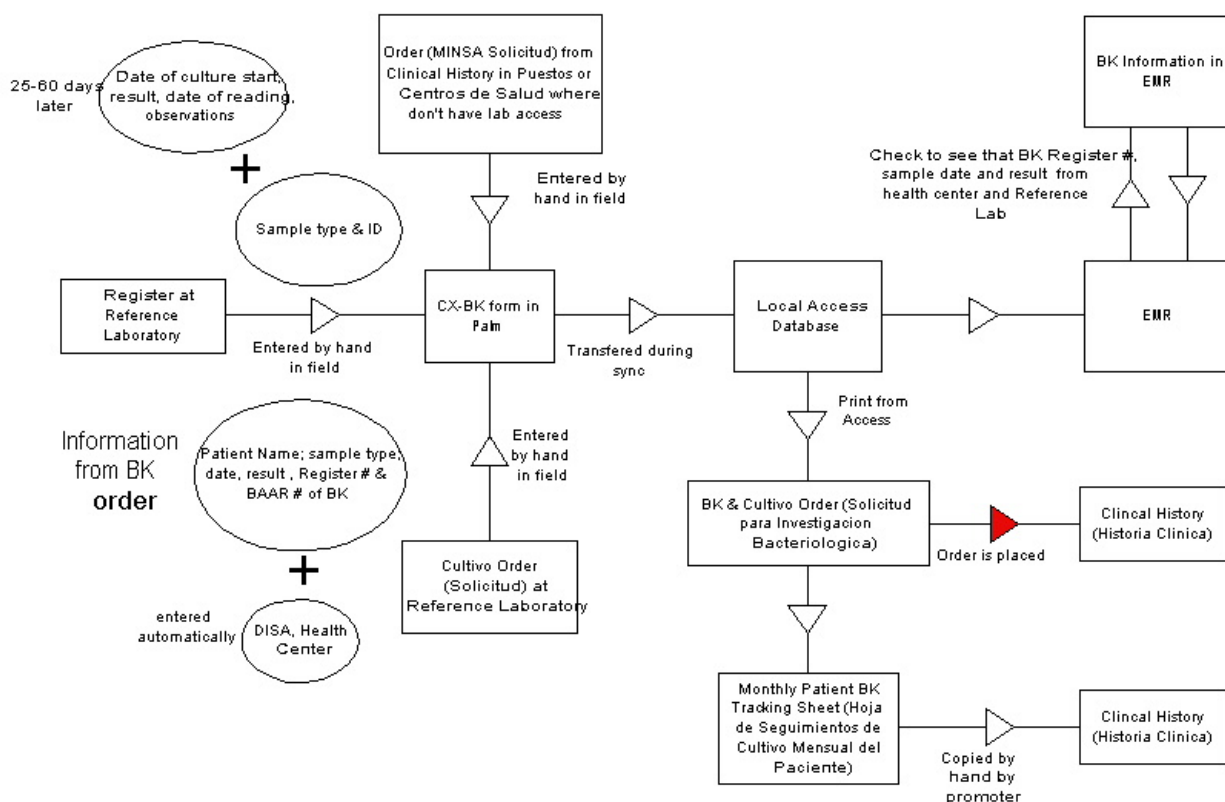 25-60 days
later
Date of culture start,
result, date of reading,
observations
+
Sample type & ID
Order (MINSA Solicitud) from
Clinical History in Puestos or
Centros de Salud where
don't have lab access
Entered by
hand in field
BK Information in
EMR
Check to see that BK Register #,
sample date and result from
health center and Reference
Lab
Register at
Reference
Laboratory
Entered by hand
in field
CX-BK form in
Palm
Transfered during
sync
Local Access
Database
EMR
Print from
Access
Information
from BK
order
Patient Name; sample type,
date, result , Register # &
BAAR # of BK
+
entered
automatically
DISA, Health
Center
Entered
by hand
in field
Cultivo Order
(Solicitud) at
Reference Laboratory
BK & Cultivo Order (Solicitud
para Investigacion
Bacteriologica)
Order is placed
Clincal History
(Historia Clinica)
Monthly Patient BK
Tracking Sheet (Hoja
de Seguimientos de
Cultivo Mensual del
Paciente)
Copied by
hand by
promoter
Clincal History
(Historia Clinica)